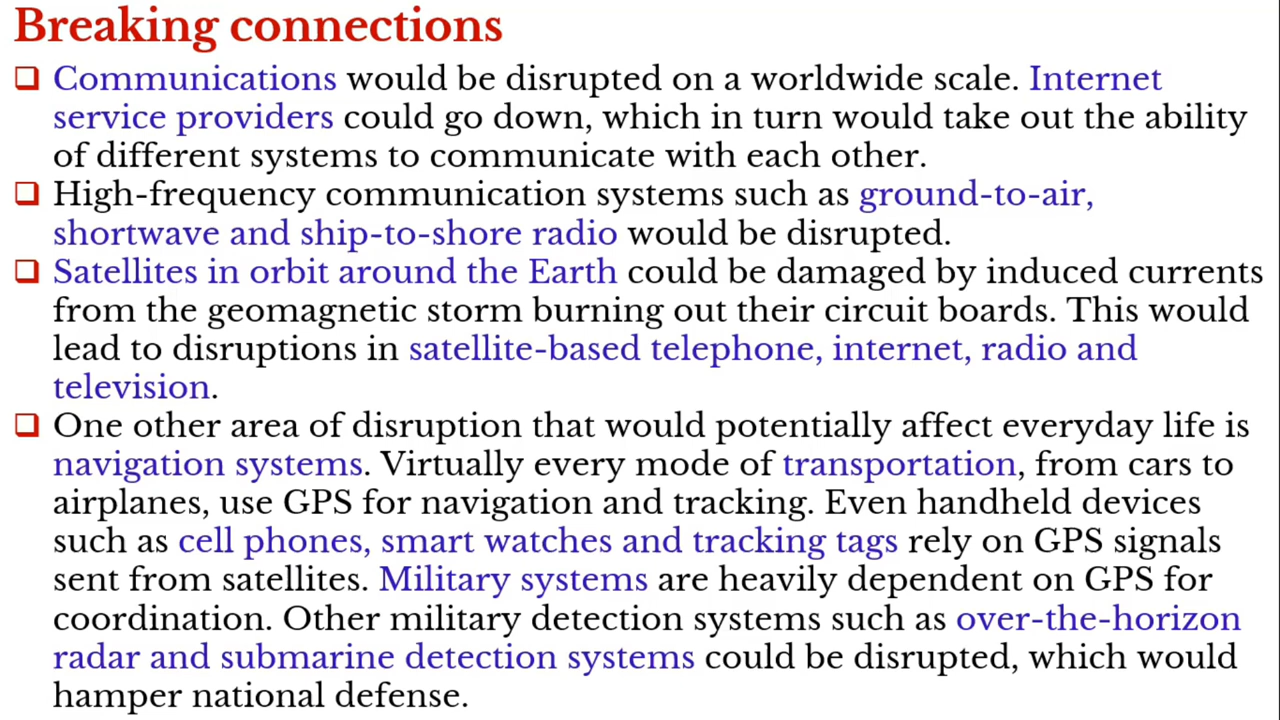 Breaking connections
❑ Communications would be disrupted on a worldwide scale. Internet
service providers could go down, which in turn would take out the ability
of different systems to communicate with each other.
❑ High-frequency communication systems such as ground-to-air,
shortwave and ship-to-shore radio would be disrupted.
❑ Satellites in orbit around the Earth could be damaged by induced currents
from the geomagnetic storm burning out their circuit boards. This would
lead to disruptions in satellite-based telephone, internet, radio and
television.
❑ One other area of disruption that would potentially affect everyday life is
navigation systems. Virtually every mode of transportation, from cars to
airplanes, use GPS for navigation and tracking. Even handheld devices
such as cell phones, smart watches and tracking tags rely on GPS signals
sent from satellites. Military systems are heavily dependent on GPS for
coordination. Other military detection systems such as over-the-horizon
radar and submarine detection systems could be disrupted, which would
hamper national defense.